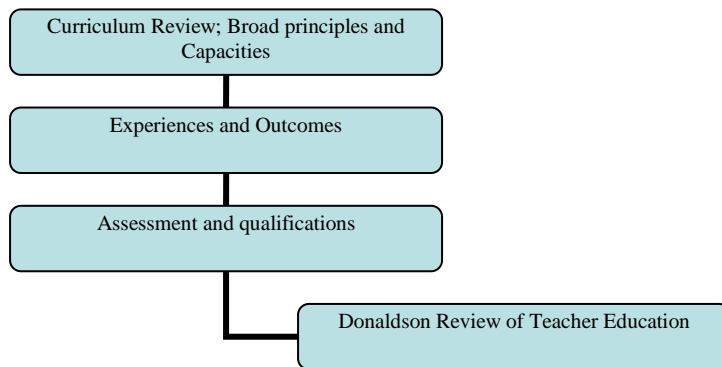 Curriculum Review; Broad principles and
Capacities
Experiences and Outcomes
Assessment and qualifications
Donaldson Review of Teacher Education